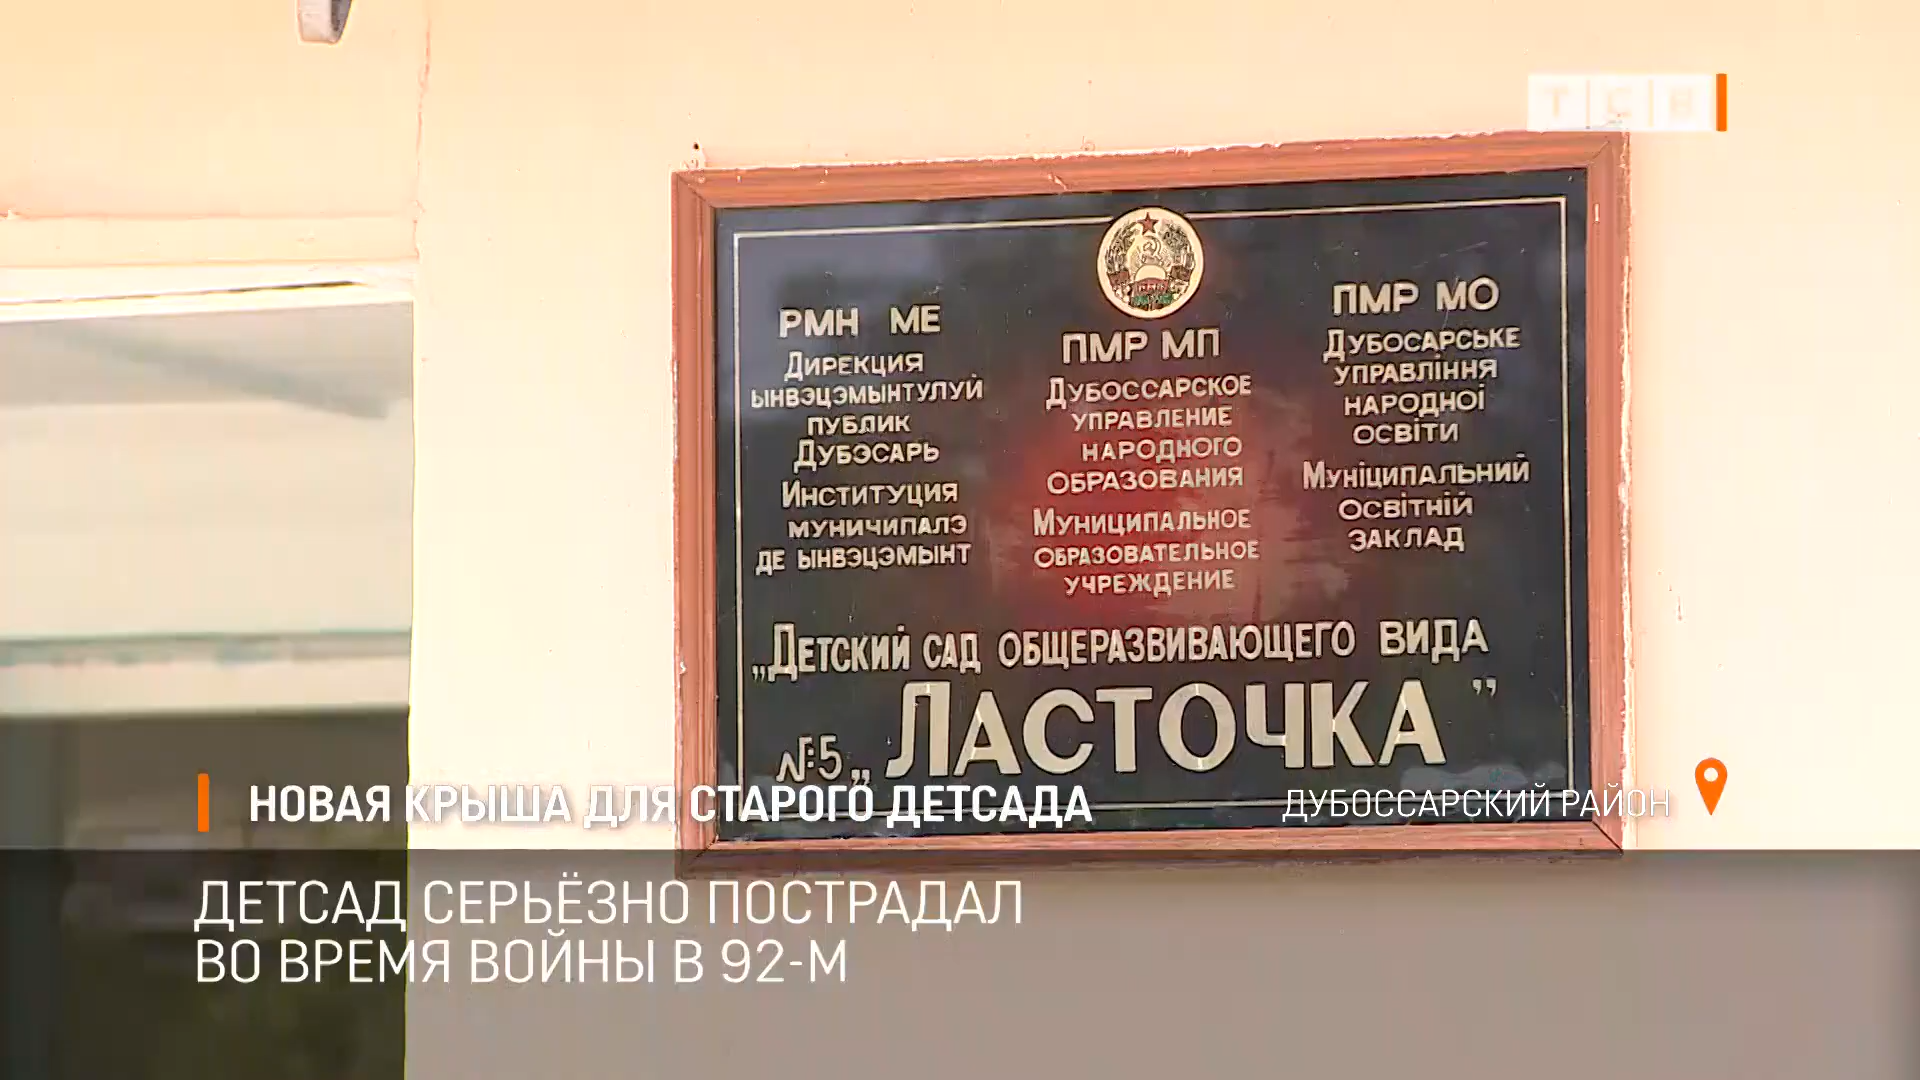 ТСВ
РМН МЕ
Дирекция
ынвэцэмынтулуй
публик
Дубэсарь
Институция
муничипалэ
де ынвэцэмынт
ПМР МП
Дубоссарское
управление
народного
образования
Муниципальное
образовательное
учреждение
ПМР МО
Дубосарське
управління
народноі
освіти
Муніципальний
освітній
заклад
„Детский сад общеразвивающего вида
№5 „Ласточка”
НОВАЯ КРЫША ДЛЯ СТАРОГО ДЕТСАДА
ДУБОССАРСКИЙ РАЙОН
ДЕТСАД СЕРЬЁЗНО ПОСТРАДАЛ
ВО ВРЕМЯ ВОЙНЫ В 92-М